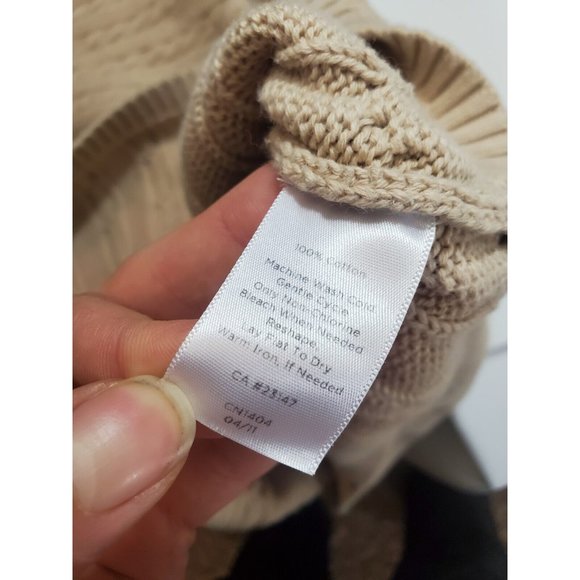 100% Cotton
Machine Wash Cold
Gentle Cycle
Only Non-Chlorine
Bleach When Needed
Reshape,
Lay Flat To Dry
Warm Iron, If Needed
CA #23147
CN1404
04/11